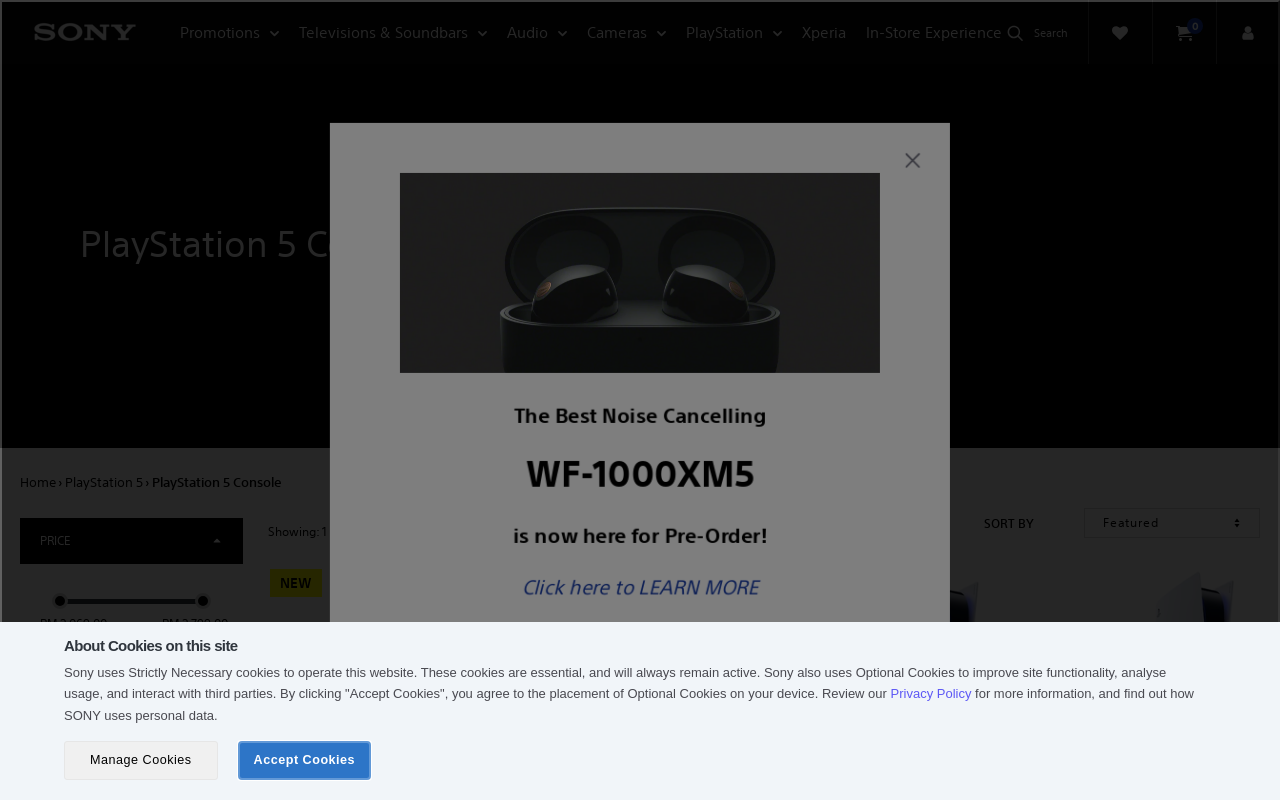 SONY
Promotions
Televisions & Soundbars
Audio
Cameras
PlayStation
Xperia
In-Store Experience
Search
0
PlayStation 5 C
The Best Noise Cancelling
WF-1000XM5
is now here for Pre-Order!
Click here to LEARN MORE
Home › PlayStation 5 › PlayStation 5 Console
PRICE
Showing: 1
SORT BY
Featured
NEW
About Cookies on this site
Sony uses Strictly Necessary cookies to operate this website. These cookies are essential, and will always remain active. Sony also uses Optional Cookies to improve site functionality, analyse
usage, and interact with third parties. By clicking "Accept Cookies", you agree to the placement of Optional Cookies on your device. Review our Privacy Policy for more information, and find out how
SONY uses personal data.
Manage Cookies
Accept Cookies